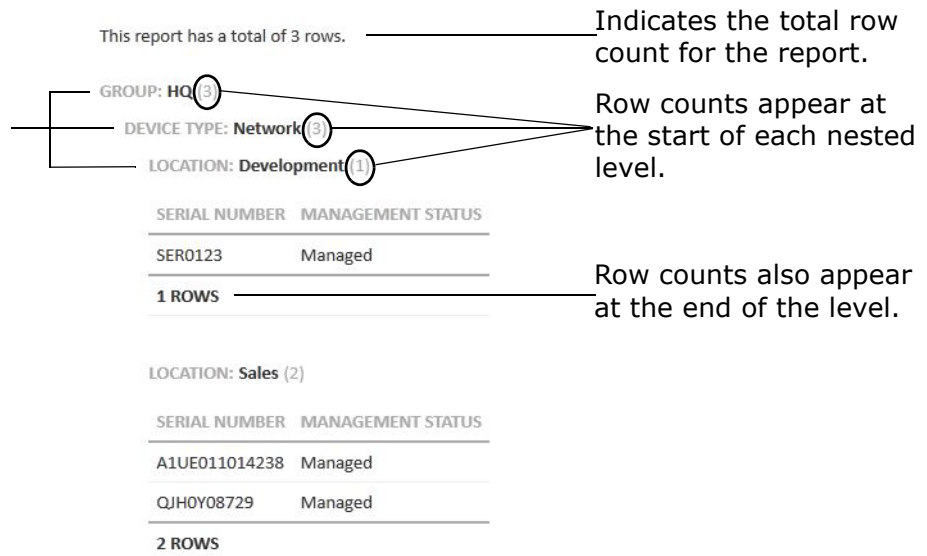 This report has a total of 3 rows.
Indicates the total row
count for the report.
GROUP: HQ (3)
Row counts appear at
the start of each nested
level.
DEVICE TYPE: Network (3)
LOCATION: Development (1)
SERIAL NUMBER MANAGEMENT STATUS
SER0123 Managed
1 ROWS
Row counts also appear
at the end of the level.
LOCATION: Sales (2)
SERIAL NUMBER MANAGEMENT STATUS
A1UE011014238 Managed
QJH0Y08729 Managed
2 ROWS